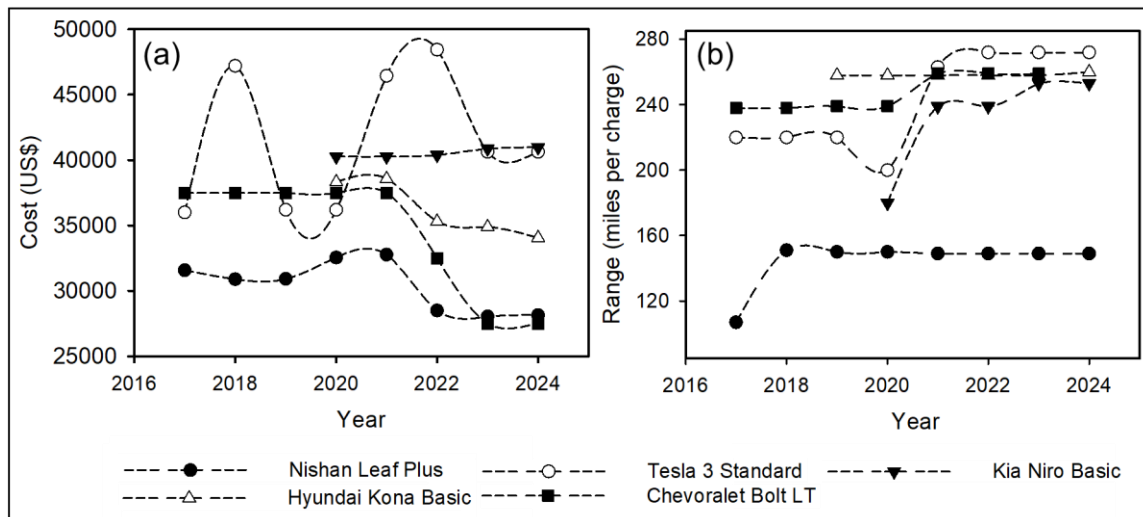 (a)
50000
45000
40000
35000
30000
25000
Cost (US$)
2016 2018 2020 2022 2024
Year
(b)
280
240
200
160
120
Range (miles per charge)
2016 2018 2020 2022 2024
Year
Nishan Leaf Plus Tesla 3 Standard Kia Niro Basic
Hyundai Kona Basic Chevoralet Bolt LT